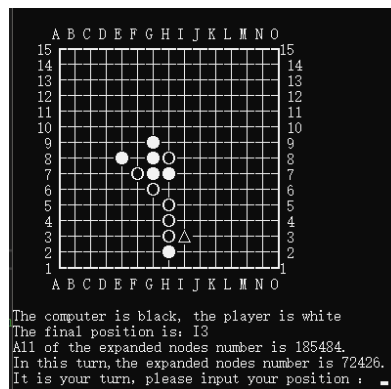 A B C D E F G H I J K L M N O
15 15
14 14
13 13
12 12
11 11
10 10
9 9
8 8
7 7
6 6
5 5
4 4
3 3
2 2
1 1
A B C D E F G H I J K L M N O
The computer is black, the player is white
The final position is: I3
All of the expanded nodes number is 185484.
In this turn,the expanded nodes number is 72426.
It is your turn, please input your position :